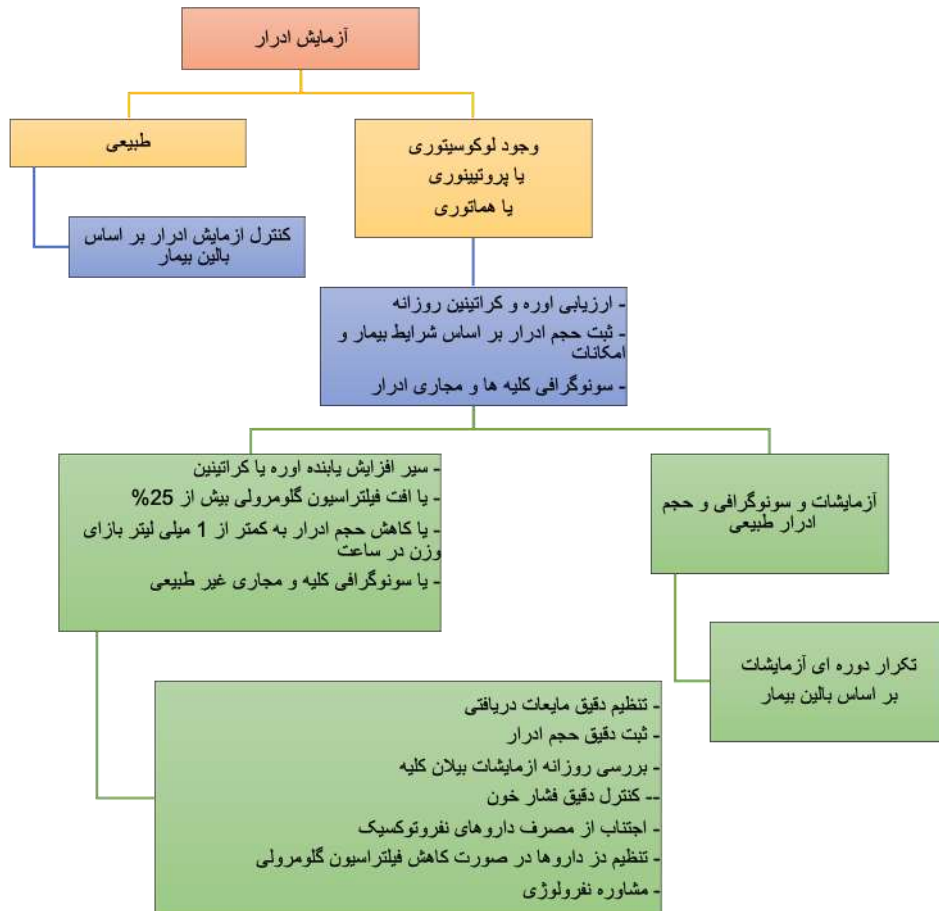 آزمایش ادرار
طبیعی
کنترل ازمایش ادرار بر اساس
بالین بیمار
وجود لوکوسیتوری
یا پروتیینوری
یا هماتوری
- ارزیابی اوره و کراتینین روزانه
- ثبت حجم ادرار بر اساس شرایط بیمار و
امکانات
- سونوگرافی کلیه ها و مجاری ادرار
- سیر افزایش یابنده اوره یا کراتینین
- یا افت فیلتراسیون گلومرولی بیش از 25%
- یا کاهش حجم ادرار به کمتر از 1 میلی لیتر بازای
وزن در ساعت
- یا سونوگرافی کلیه و مجاری غیر طبیعی
آزمایشات و سونوگرافی و حجم
ادرار طبیعی
تکرار دوره ای آزمایشات
بر اساس بالین بیمار
- تنظیم دقیق مایعات دریافتی
- ثبت دقیق حجم ادرار
- بررسی روزانه ازمایشات بیلان کلیه
-- کنترل دقیق فشار خون
- اجتناب از مصرف داروهای نفروتوکسیک
- تنظیم دز داروها در صورت کاهش فیلتراسیون گلومرولی
- مشاوره نفرولوژی